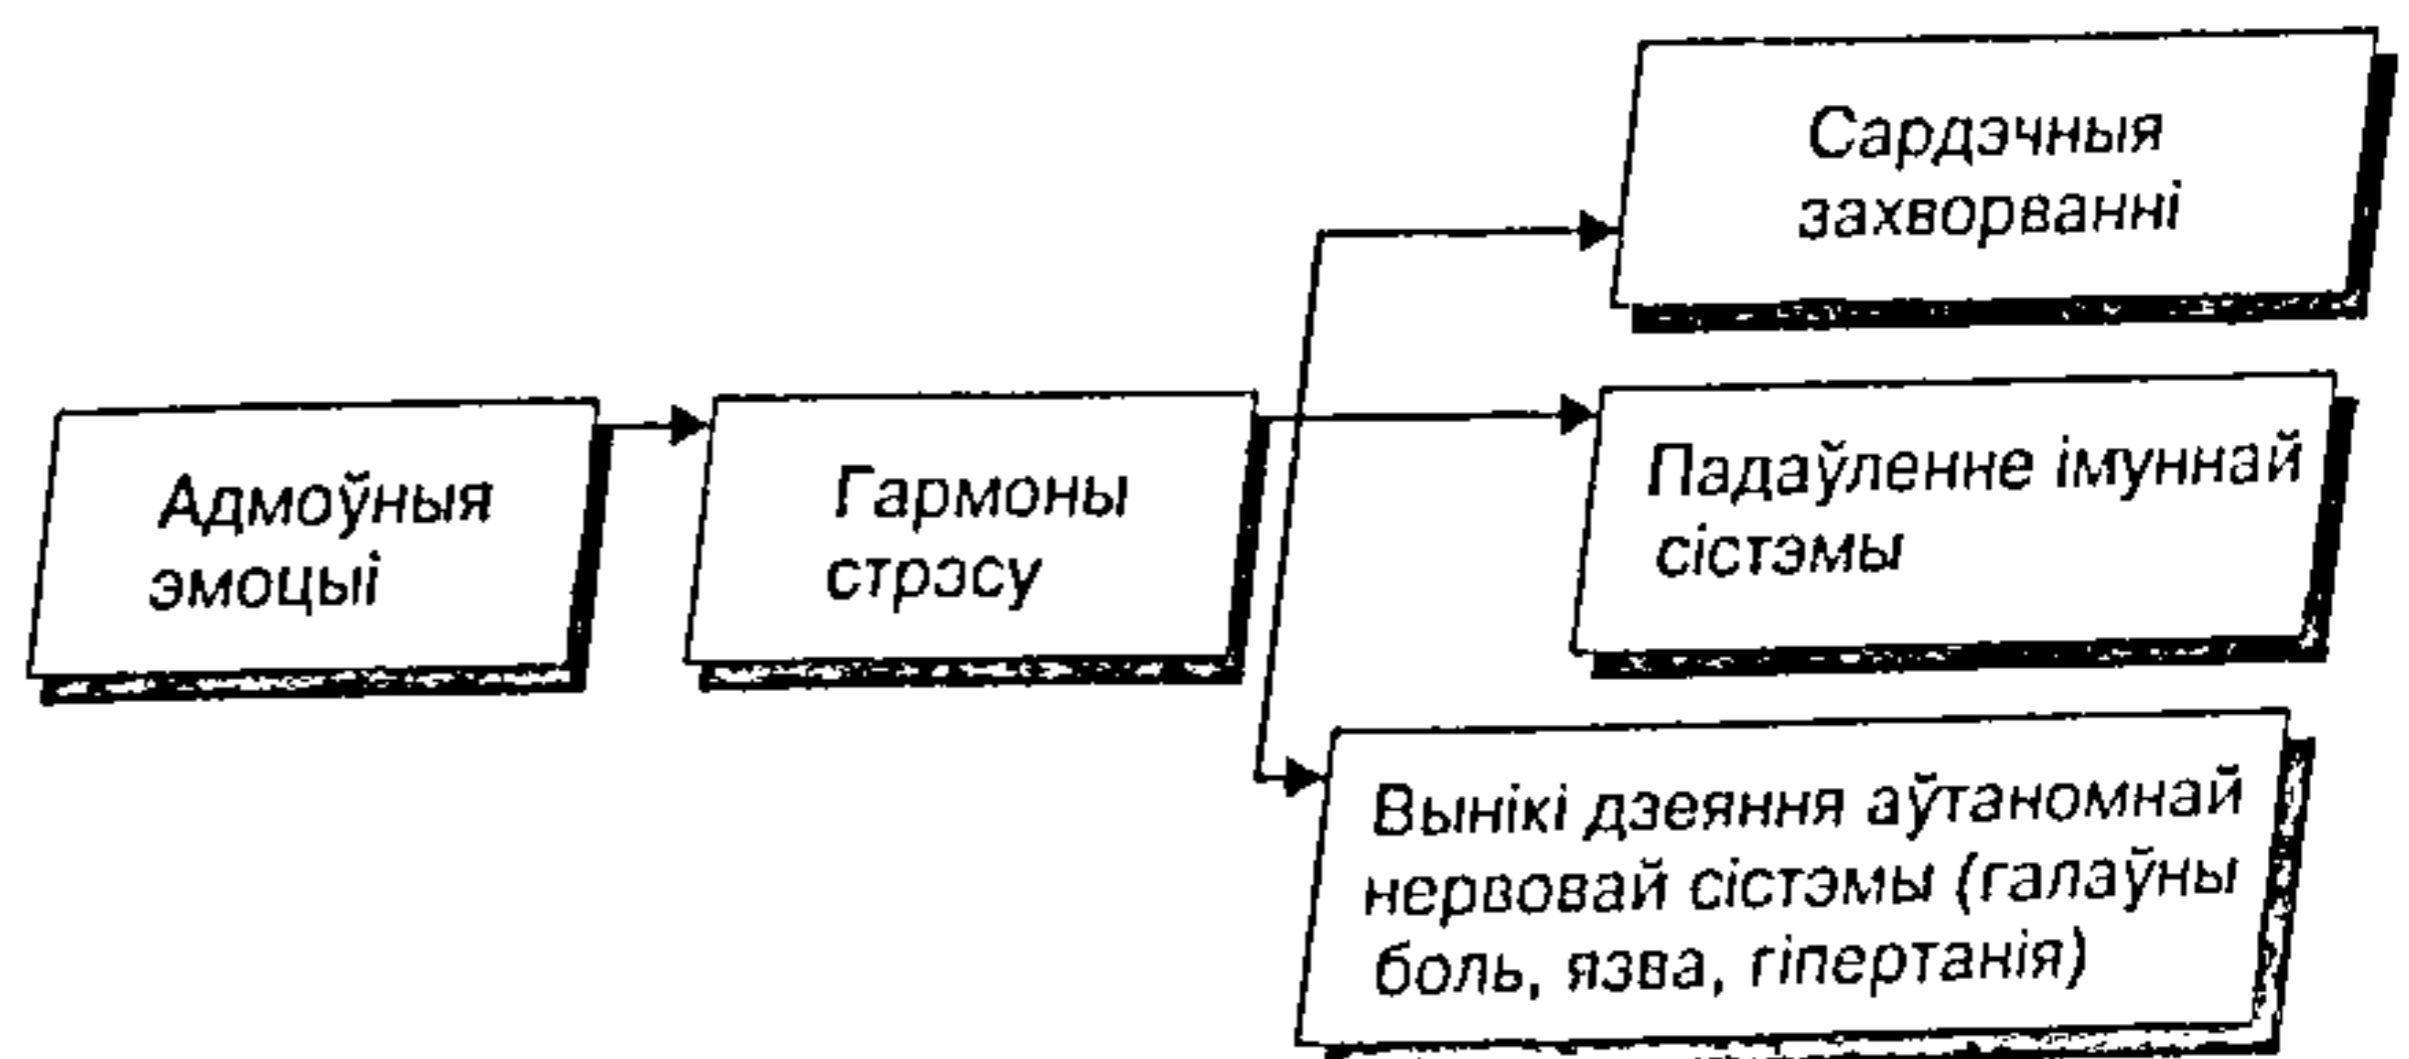 Адмоўныя
эмоцыі
Гармоны
стрэсу
Сардэчныя
захворванні
Падаўленне імуннай
сістэмы
Вынікі дзеяння аўтаномнай
нервовай сістэмы (галаўны
боль, язва, гіпертанія)